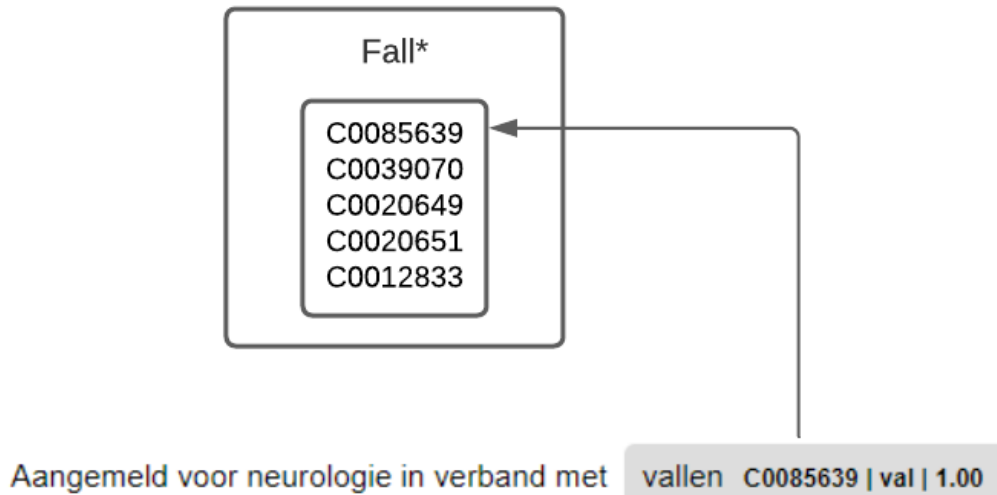 Fall*
C0085639
C0039070
C0020649
C0020651
C0012833
Aangemeld voor neurologie in verband met vallen C0085639 | val | 1.00